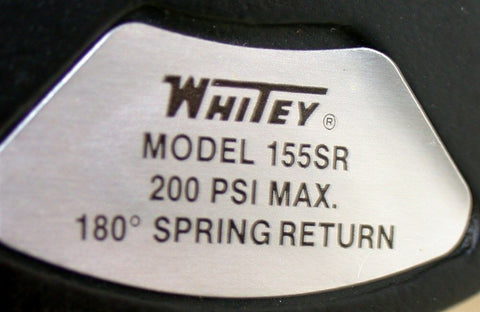 WHITEY ®
MODEL 155SR
200 PSI MAX.
180° SPRING RETURN